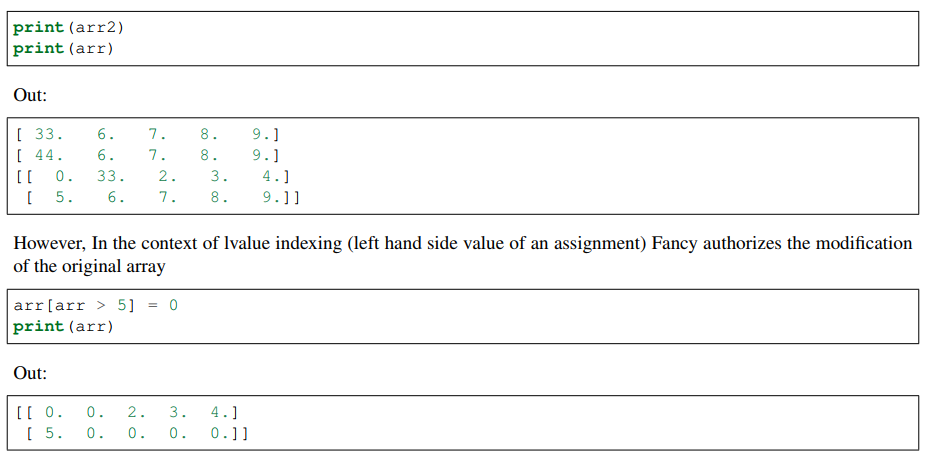 print(arr2)
print(arr)
Out:
[ 33.   6.   7.   8.   9.]
[ 44.   6.   7.   8.   9.]
[[  0.  33.   2.   3.   4.]
 [  5.   6.   7.   8.   9.]]
However, In the context of lvalue indexing (left hand side value of an assignment) Fancy authorizes the modification
of the original array
arr[arr > 5] = 0
print(arr)
Out:
[[ 0.  0.  2.  3.  4.]
 [ 5.  0.  0.  0.  0.]]